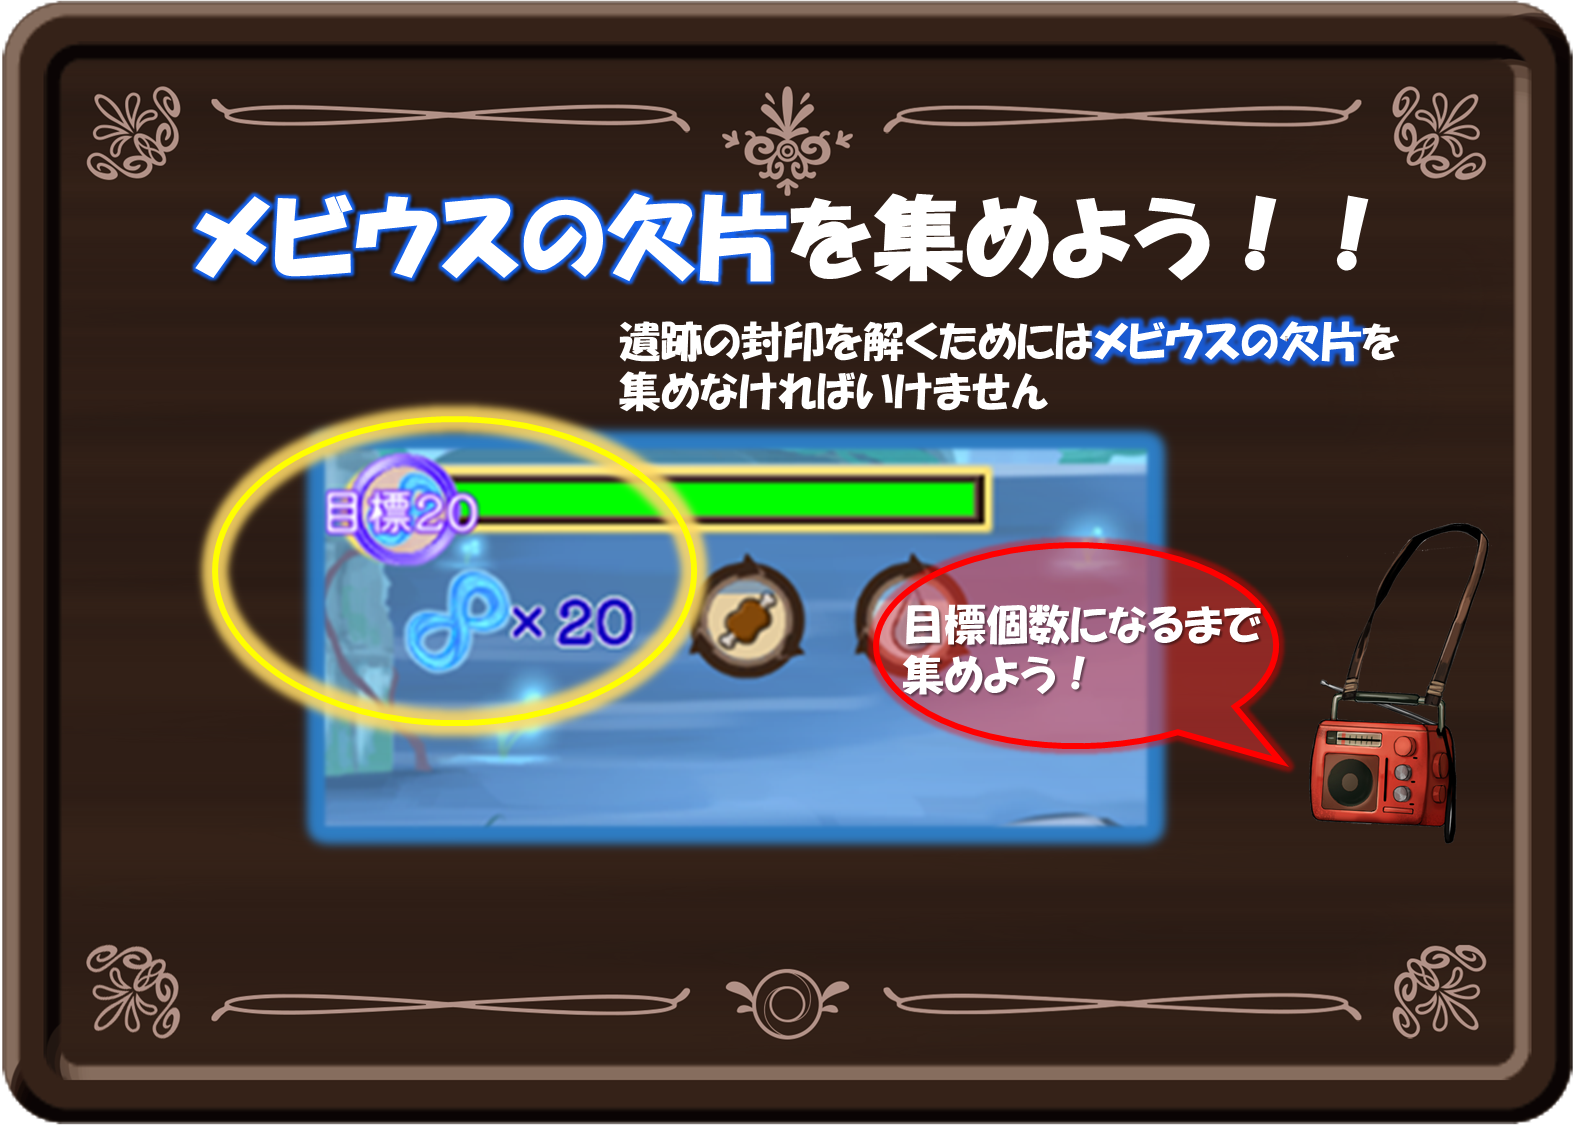 メビウスの欠片を集めよう！！
遺跡の封印を解くためにはメビウスの欠片を
集めなければいけません
目標20
×20
目標個数になるまで
集めよう！